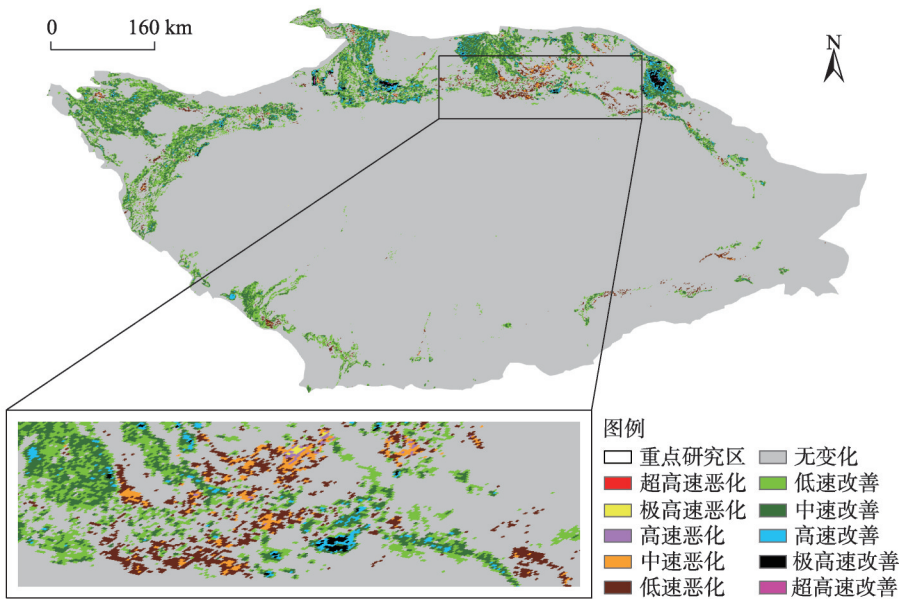 0 160 km
N
图例
重点研究区 无变化
超高速恶化 低速改善
极高速恶化 中速改善
高速恶化 高速改善
中速恶化 极高速改善
低速恶化 超高速改善